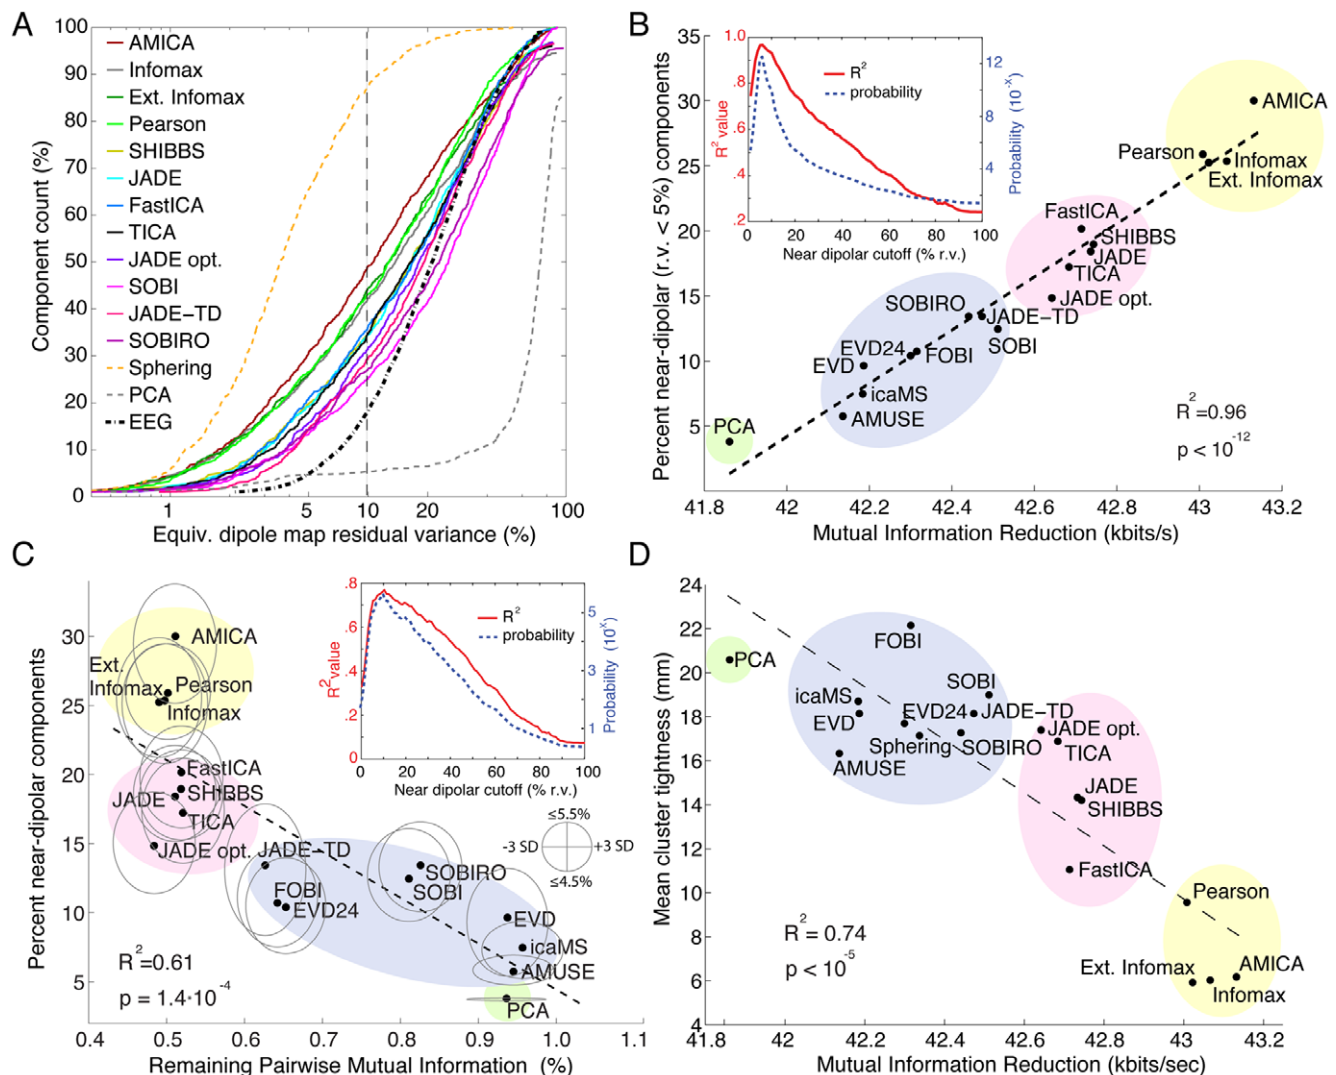 A
100
90
80
70
60
50
40
30
20
10
0
Component count (%)
AMICA
Infomax
Ext. Infomax
Pearson
SHIBBS
JADE
FastICA
TICA
JADE opt.
SOBI
JADE-TD
SOBIRO
Sphering
PCA
EEG
1 5 10 20 100
Equiv. dipole map residual variance (%)
B
35
30
25
20
15
10
5
Percent near-dipolar (r.v. < 5%) components
1.0
.8
.6
.4
.2
R² value
R²
probability
12
8
4
Probability (10⁻ˣ)
0 20 40 60 80 100
Near dipolar cutoff (% r.v.)
AMICA
Pearson
Infomax
Ext. Infomax
FastICA
SHIBBS
JADE
TICA
JADE opt.
SOBIRO
JADE-TD
SOBI
EVD24
FOBI
EVD
icaMS
AMUSE
PCA
R²=0.96
p < 10⁻¹²
41.8 42 42.2 42.4 42.6 42.8 43 43.2
Mutual Information Reduction (kbits/s)
C
30
25
20
15
10
5
Percent near-dipolar components
AMICA
Ext.
Infomax
Pearson
Infomax
FastICA
JADE
SHIBBS
TICA
JADE opt.
JADE-TD
FOBI
EVD24
SOBIRO
SOBI
EVD
icaMS
AMUSE
PCA
.8
.6
.4
.2
0
R² value
R²
probability
5
3
1
Probability (10ˣ)
0 20 40 60 80 100
Near dipolar cutoff (% r.v.)
≤5.5%
-3 SD +3 SD
≤4.5%
R²=0.61
p = 1.4·10⁻⁴
0.4 0.5 0.6 0.7 0.8 0.9 1.0 1.1
Remaining Pairwise Mutual Information (%)
D
24
22
20
18
16
14
12
10
8
6
4
Mean cluster tightness (mm)
FOBI
PCA
icaMS
EVD
SOBI
EVD24
JADE-TD
Sphering
SOBIRO
AMUSE
JADE opt.
TICA
JADE
SHIBBS
FastICA
Pearson
Ext. Infomax
AMICA
Infomax
R² = 0.74
p < 10⁻⁵
41.8 42 42.2 42.4 42.6 42.8 43 43.2
Mutual Information Reduction (kbits/sec)